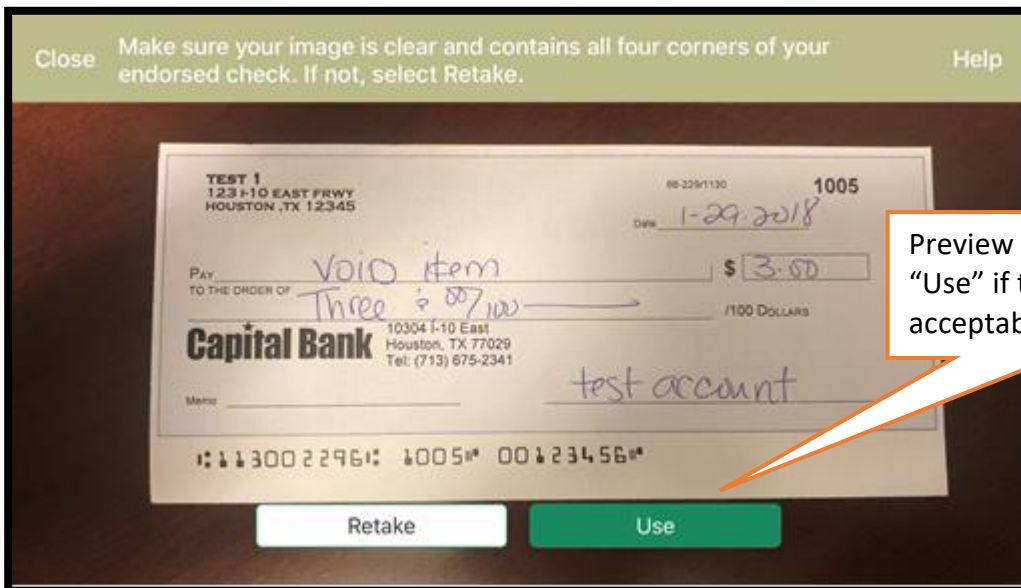 Close
Make sure your image is clear and contains all four corners of your
endorsed check. If not, select Retake.
Help
TEST 1
123 I-10 EAST FRWY
HOUSTON ,TX 12345
88-229/1130
1005
Date 1-29-2018
PAY
TO THE ORDER OF
Void item
$ 3.00
Three & 00/100
/100 DOLLARS
Capital Bank
10304 I-10 East
Houston, TX 77029
Tel: (713) 675-2341
Memo
test account
⑆113002296⑆ 1005⑈ 00123456⑈
Preview
“Use” if
acceptab
Retake
Use